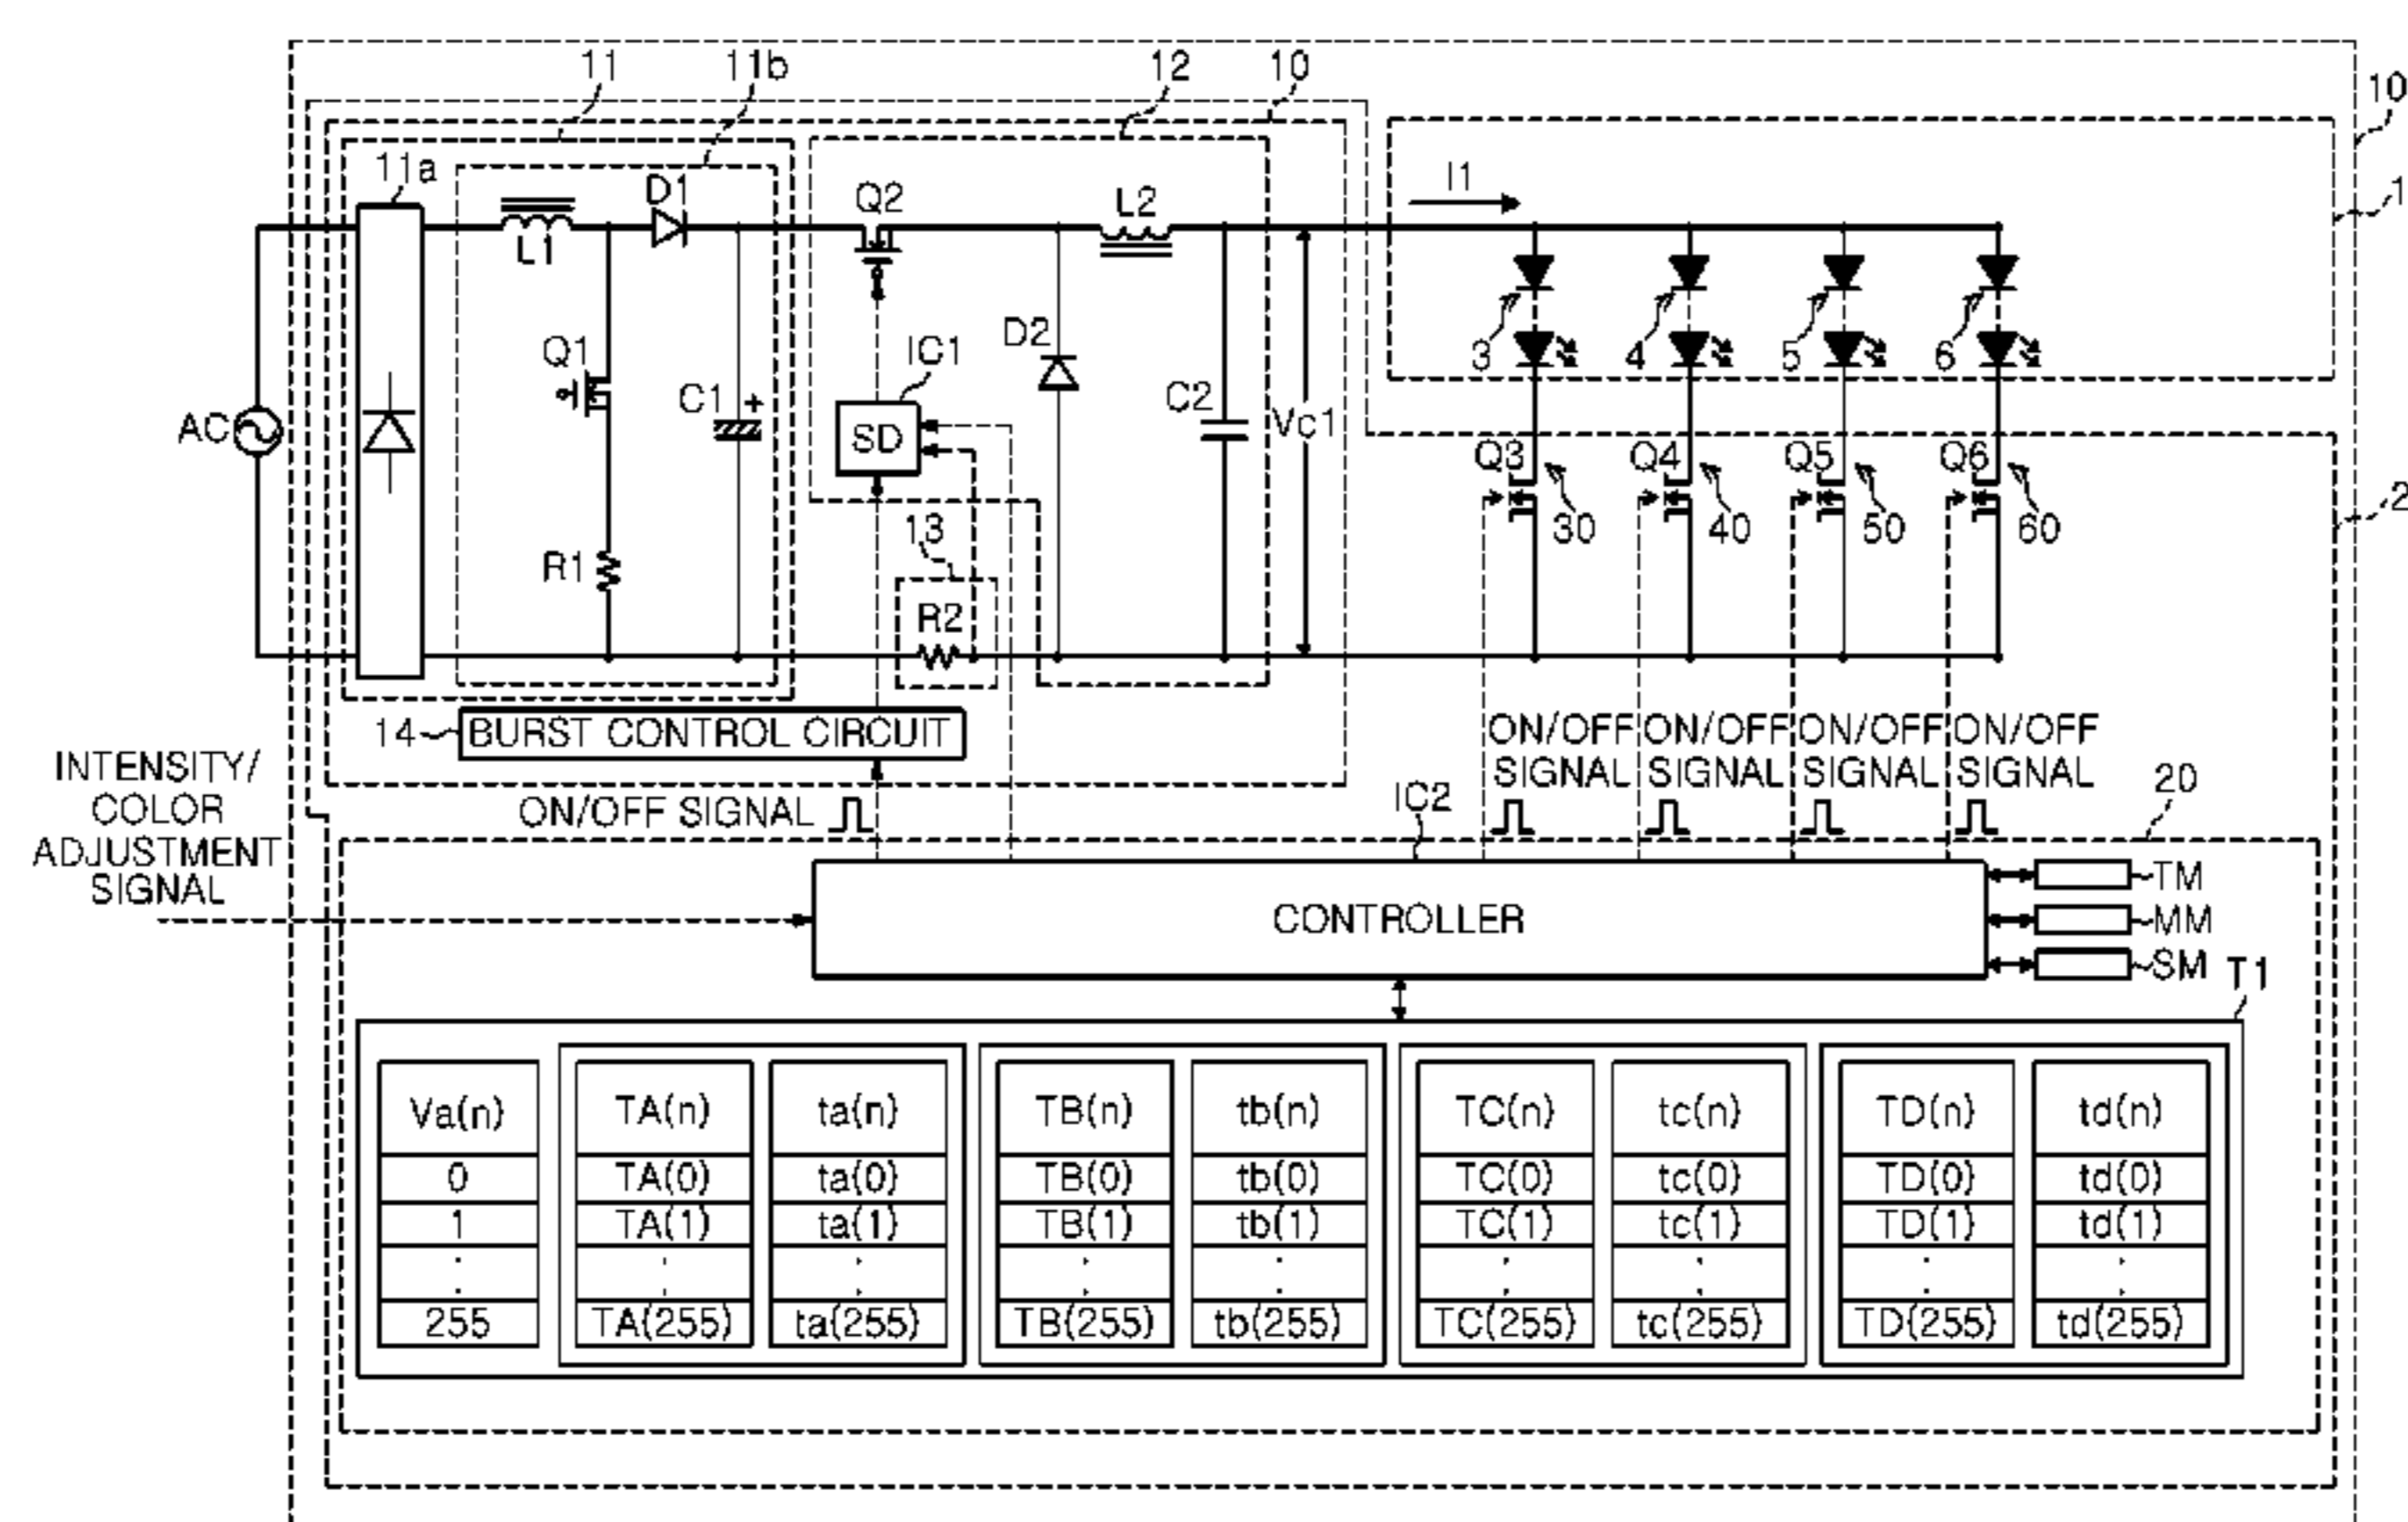 11 11b 12 10
10
11a D1 Q2 L2 I1
1
L1
Q1 IC1 D2 3 4 5 6
AC C1 + SD C2 Vc1
Q3 Q4 Q5 Q6
2
13 30 40 50 60
R1
R2
14 BURST CONTROL CIRCUIT
ON/OFF ON/OFF ON/OFF ON/OFF
SIGNAL SIGNAL SIGNAL SIGNAL
INTENSITY/
COLOR
ADJUSTMENT
SIGNAL
ON/OFF SIGNAL
IC2 20
CONTROLLER
TM
MM
SM
T1
Va(n) TA(n) ta(n) TB(n) tb(n) TC(n) tc(n) TD(n) td(n)
0 TA(0) ta(0) TB(0) tb(0) TC(0) tc(0) TD(0) td(0)
1 TA(1) ta(1) TB(1) tb(1) TC(1) tc(1) TD(1) td(1)
255 TA(255) ta(255) TB(255) tb(255) TC(255) tc(255) TD(255) td(255)